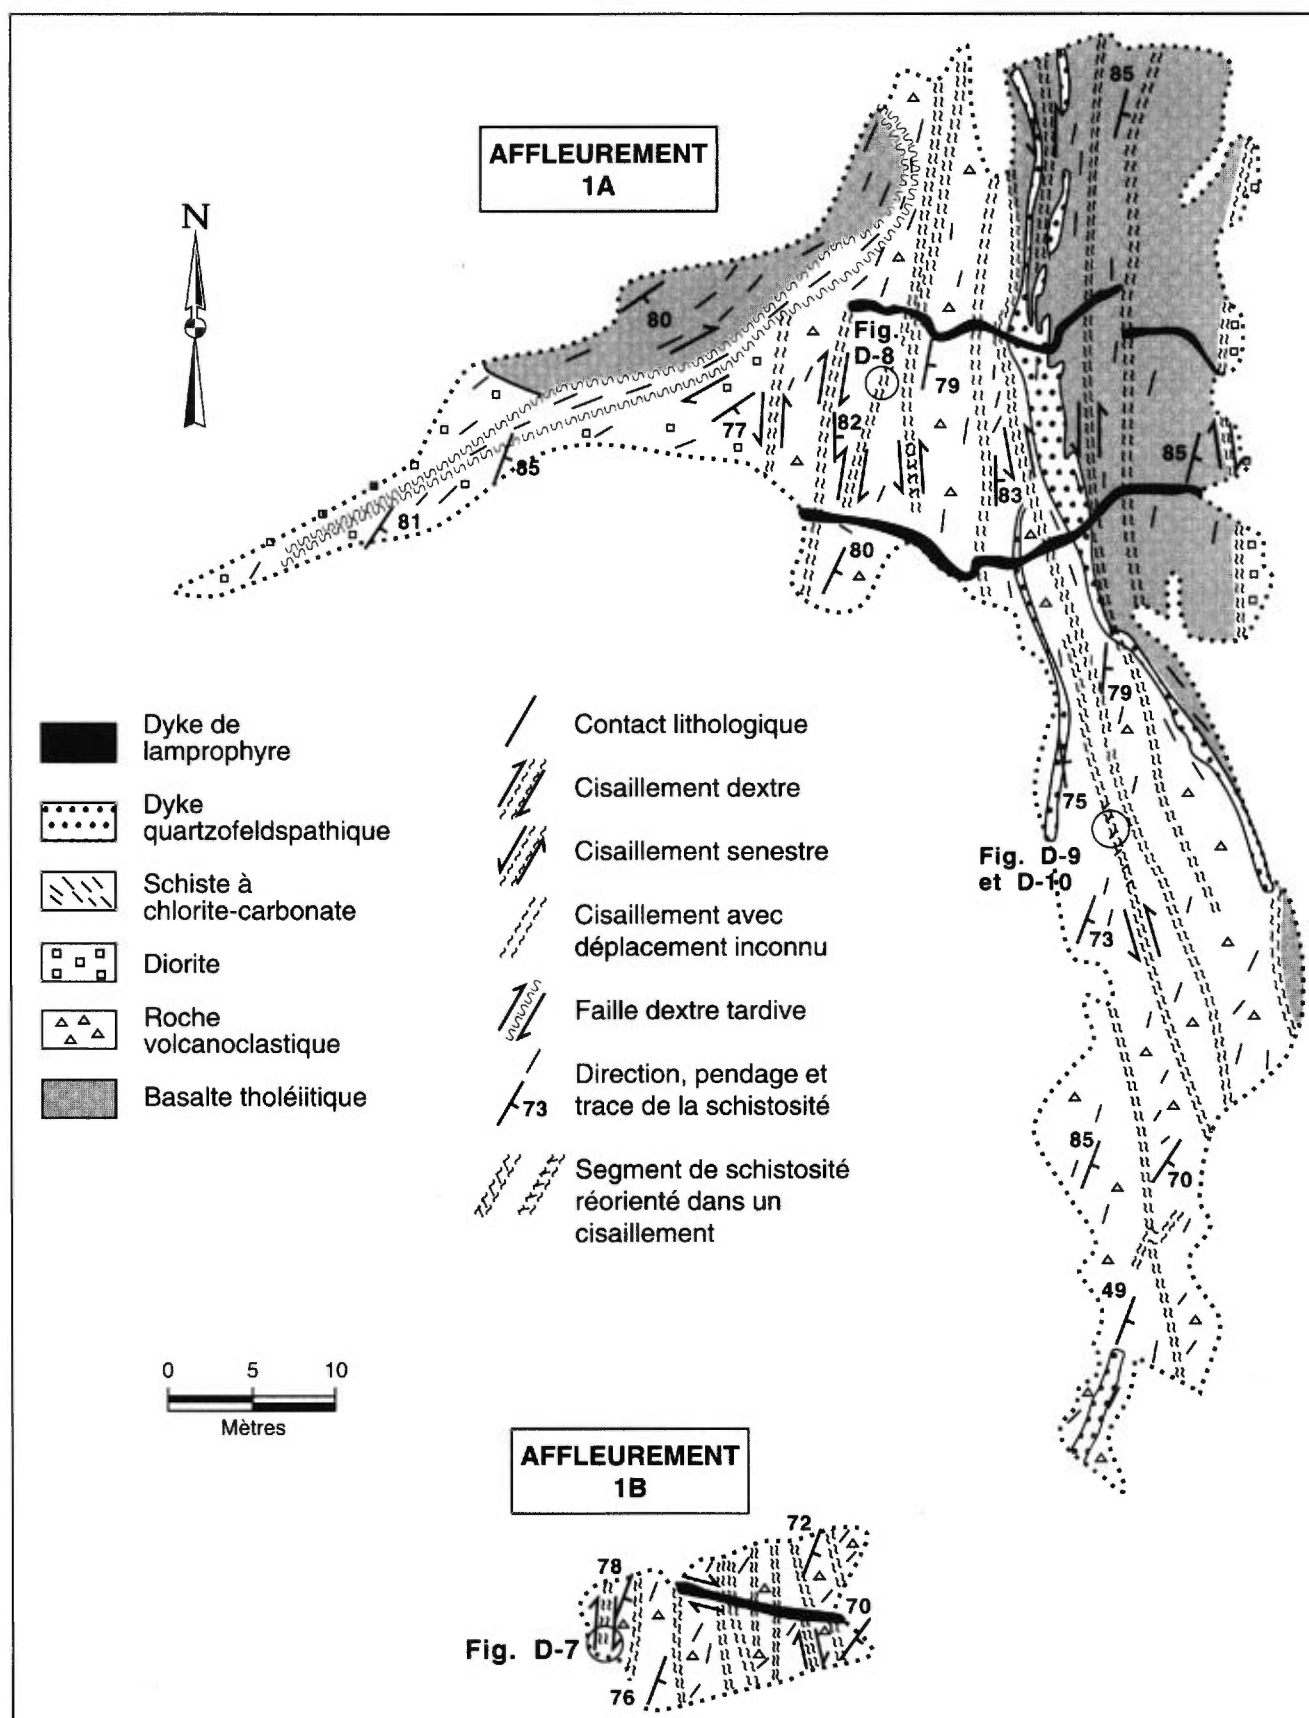 AFFLEUREMENT
1A
N
85
80
Fig.
D-8
79
77
82
85
85
83
81
80
79
75
Fig. D-9
et D-10
73
85
70
49
Dyke de
lamprophyre
Dyke
quartzofeldspathique
Schiste à
chlorite-carbonate
Diorite
Roche
volcanoclastique
Basalte tholéiitique
Contact lithologique
Cisaillement dextre
Cisaillement senestre
Cisaillement avec
déplacement inconnu
Faille dextre tardive
73
Direction, pendage et
trace de la schistosité
Segment de schistosité
réorienté dans un
cisaillement
0 5 10
Mètres
AFFLEUREMENT
1B
72
78
70
Fig. D-7
76